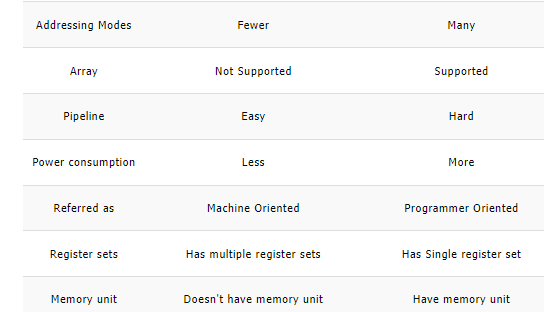 Addressing Modes Fewer Many
Array Not Supported Supported
Pipeline Easy Hard
Power consumption Less More
Referred as Machine Oriented Programmer Oriented
Register sets Has multiple register sets Has Single register set
Memory unit Doesn't have memory unit Have memory unit